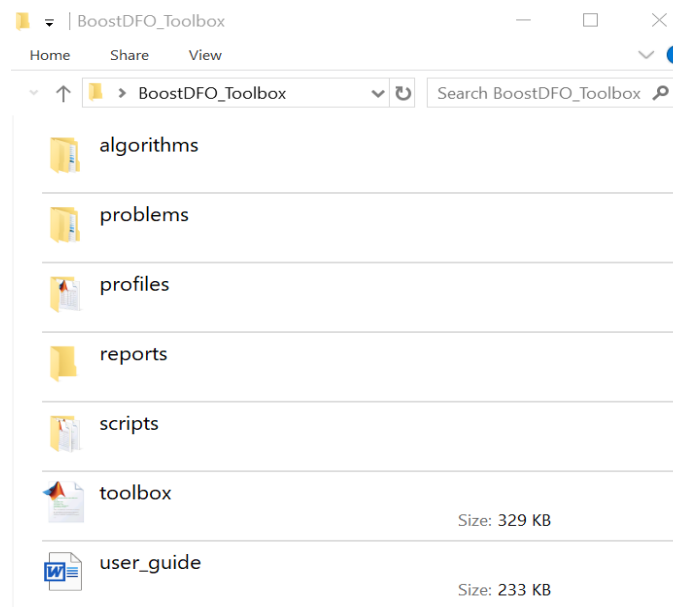 BoostDFO_Toolbox
Home Share View
BoostDFO_Toolbox Search BoostDFO_Toolbox
algorithms
problems
profiles
reports
scripts
toolbox
Size: 329 KB
user_guide
Size: 233 KB